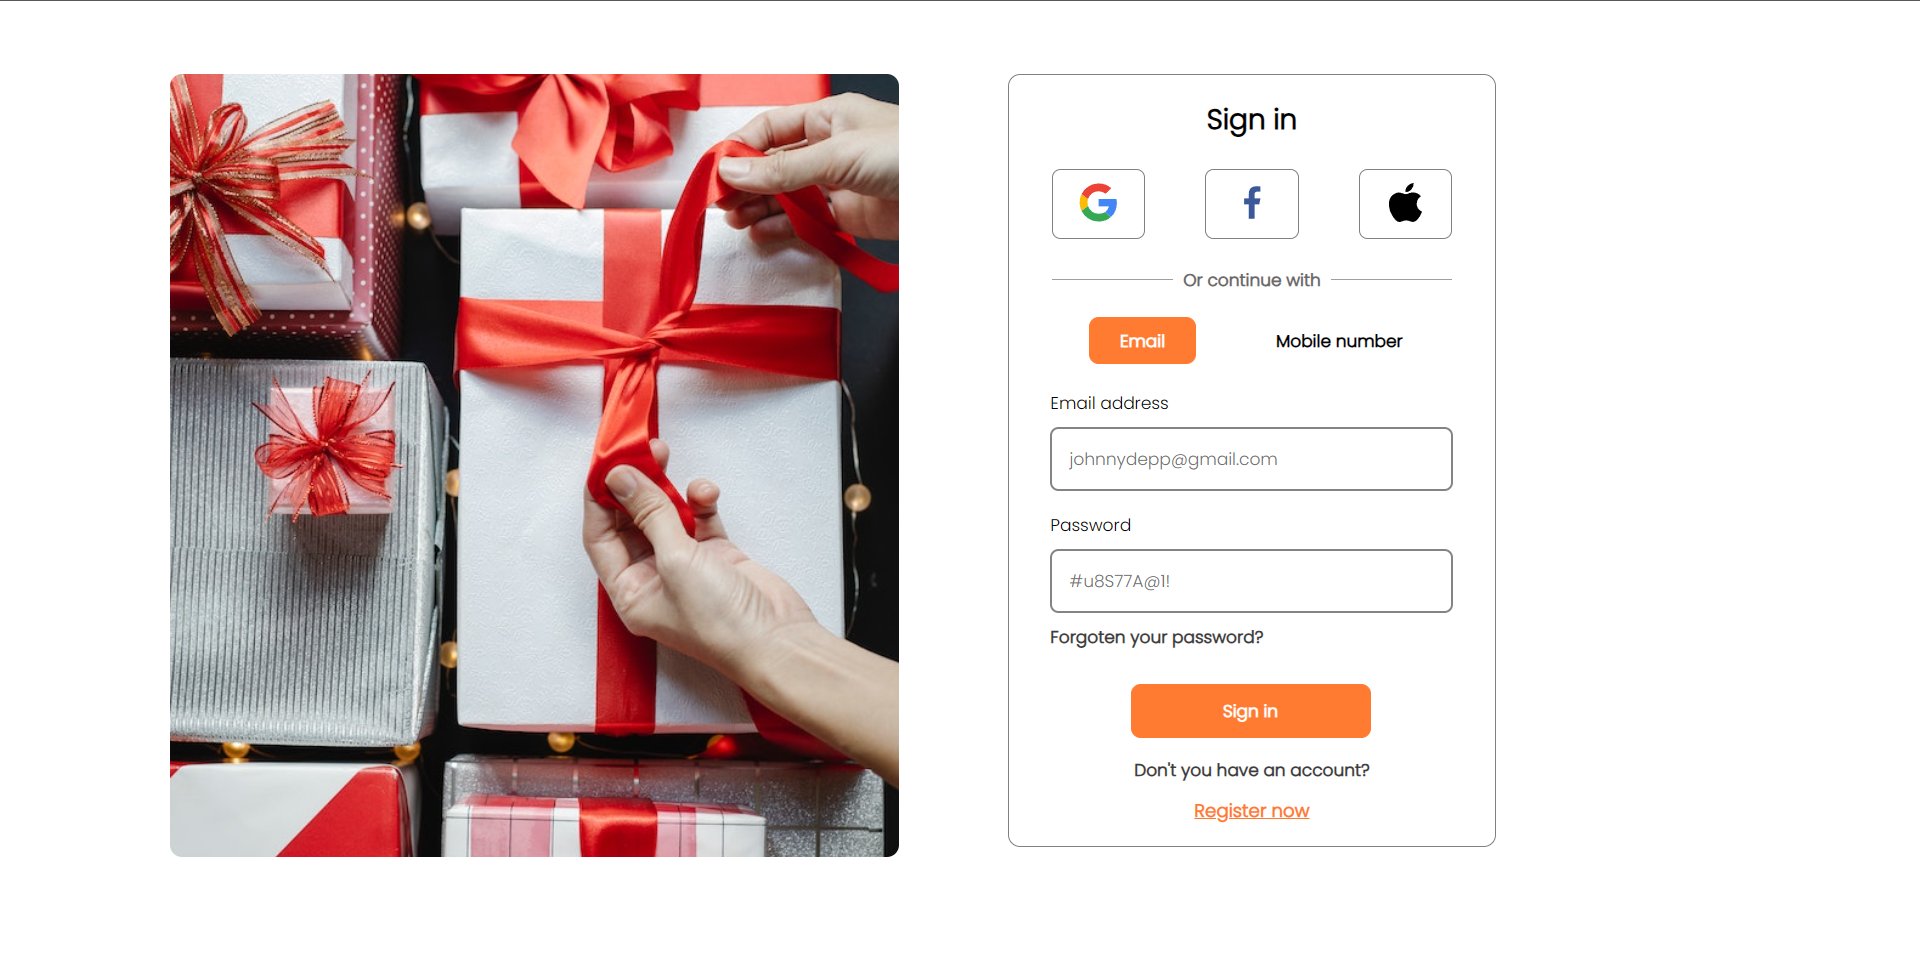 Sign in
Or continue with
Email
Mobile number
Email address
johnnydepp@gmail.com
Password
#u8S77A@1!
Forgoten your password?
Sign in
Don't you have an account?
Register now